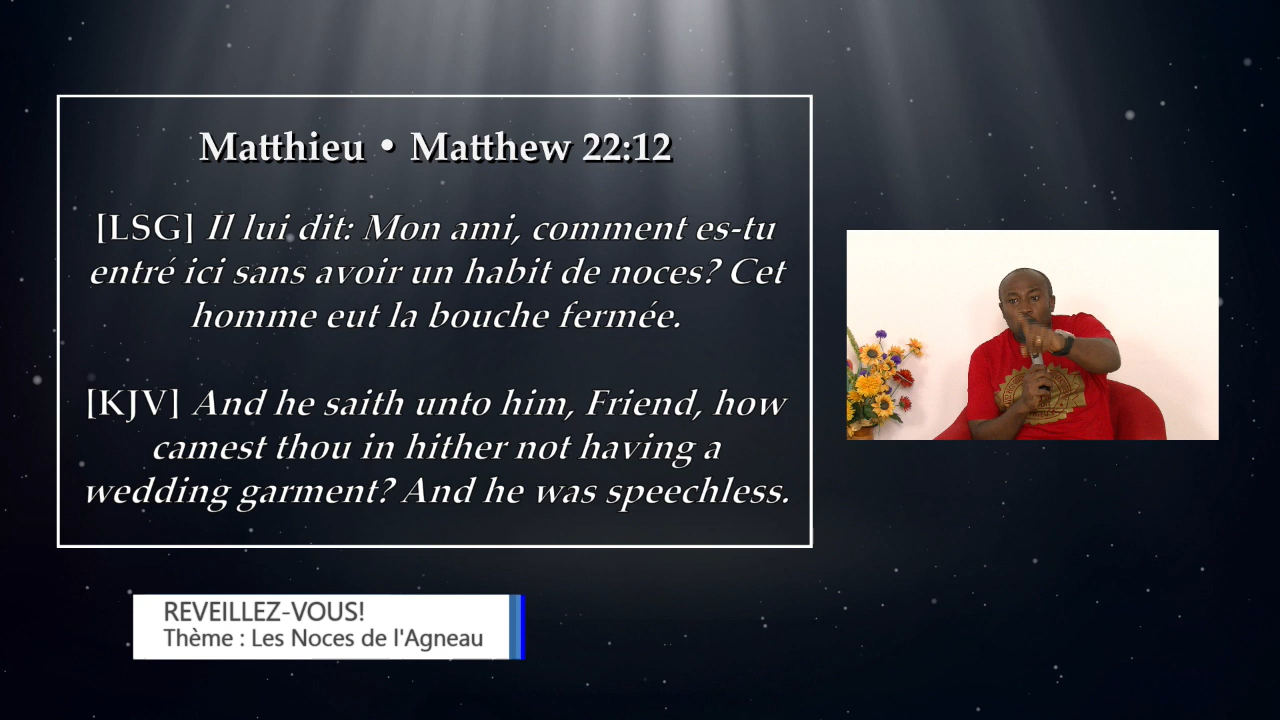 Matthieu • Matthew 22:12
[LSG] Il lui dit: Mon ami, comment es-tu
entré ici sans avoir un habit de noces? Cet
homme eut la bouche fermée.
[KJV] And he saith unto him, Friend, how
camest thou in hither not having a
wedding garment? And he was speechless.
REVEILLEZ-VOUS!
Thème : Les Noces de l'Agneau